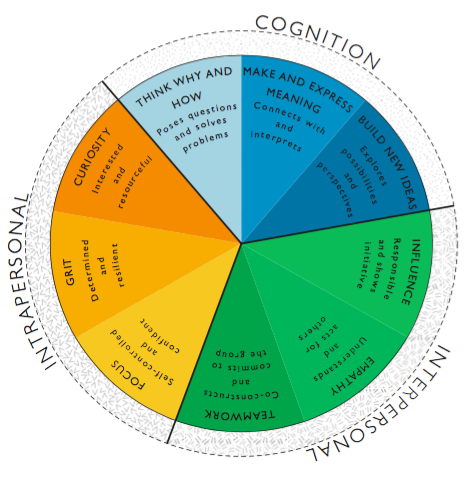 COGNITION
THINK WHY AND
HOW
Poses questions
and solves
problems
MAKE AND EXPRESS
MEANING
Connects with
and
interprets
BUILD NEW IDEAS
Explores
possibilities
and
perspectives
INTERPERSONAL
INFLUENCE
Responsible
and shows
initiative
EMPATHY
Understands
and
acts for
others
TEAMWORK
Co-constructs
and
commits to
the group
INTRAPERSONAL
FOCUS
Self-controlled
and
confident
GRIT
Determined
and
resilient
CURIOSITY
Interested
and
resourceful